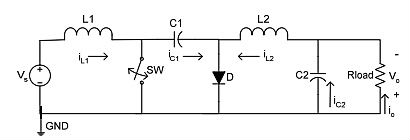 L1 C1 L2
iL1 iC1 iL2
Vs SW D C2 Rload - Vo +
iC2 io
GND